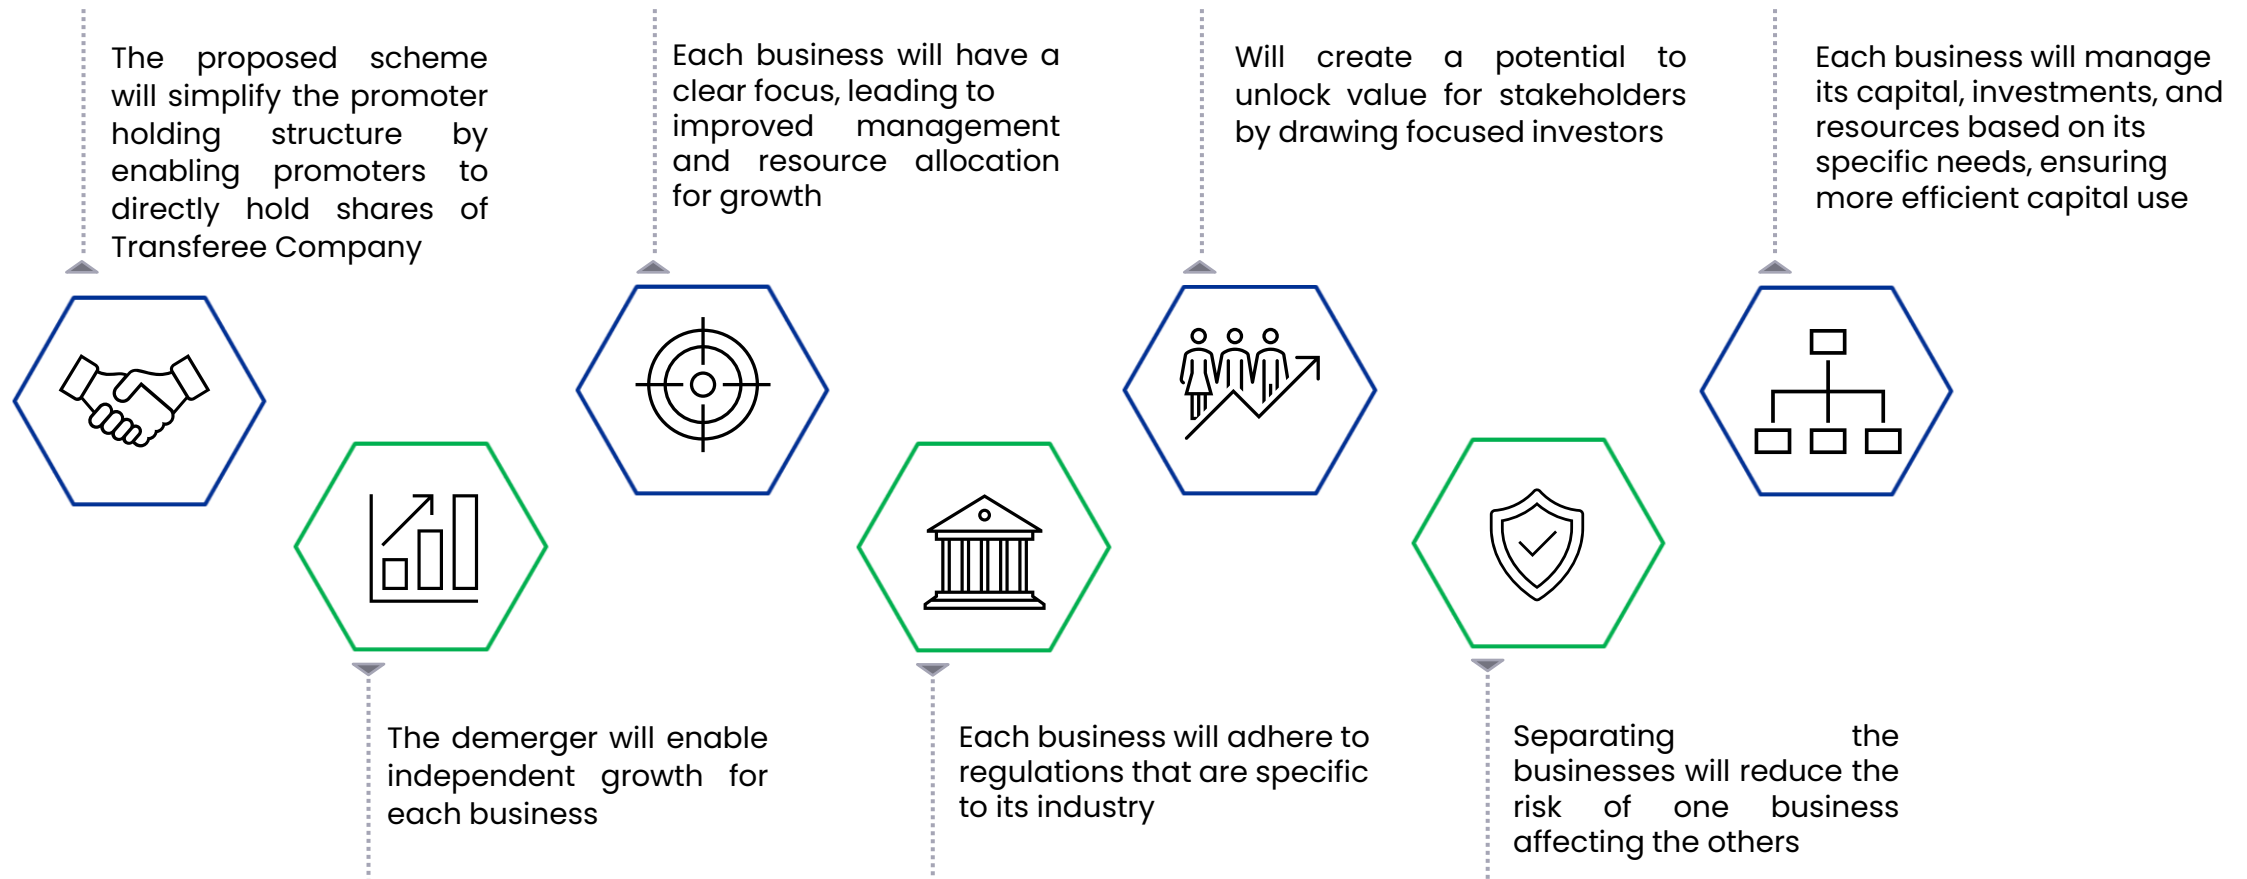 The proposed scheme
will simplify the promoter
holding structure by
enabling promoters to
directly hold shares of
Transferee Company
Each business will have a
clear focus, leading to
improved management
and resource allocation
for growth
Will create a potential to
unlock value for stakeholders
by drawing focused investors
Each business will manage
its capital, investments, and
resources based on its
specific needs, ensuring
more efficient capital use
The demerger will enable
independent growth for
each business
Each business will adhere to
regulations that are specific
to its industry
Separating the
businesses will reduce the
risk of one business
affecting the others